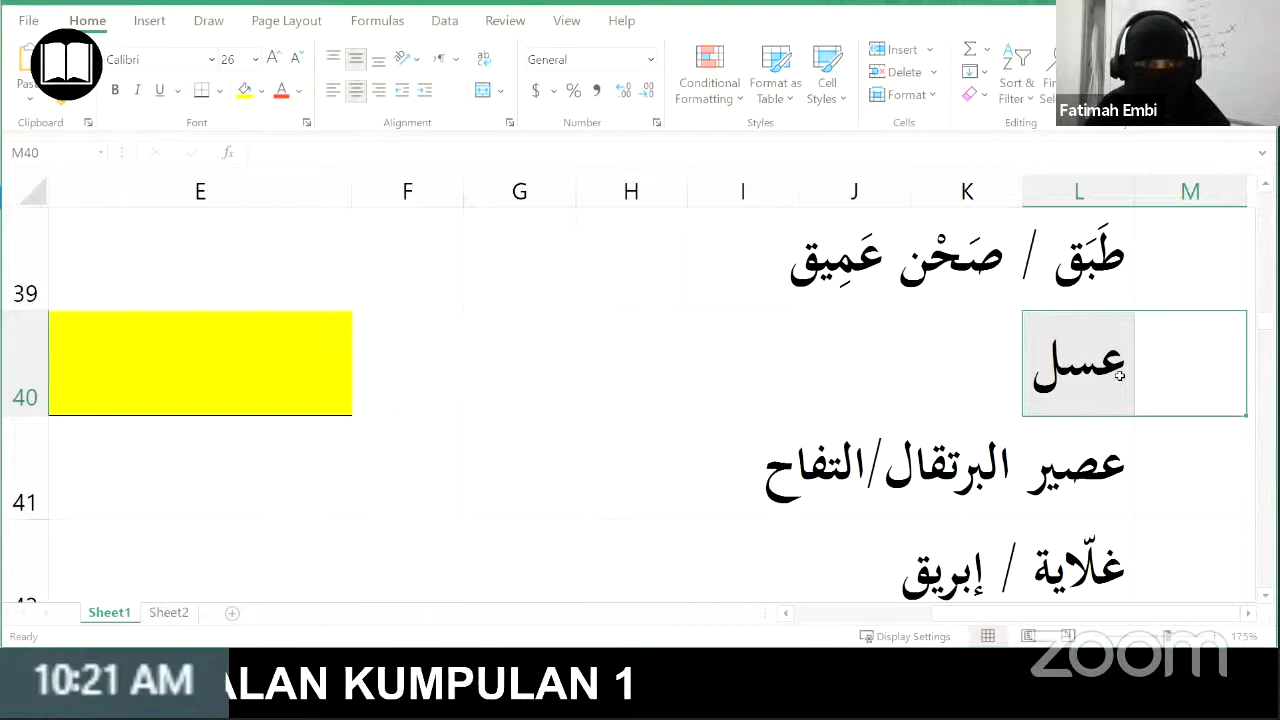 File Home Insert Draw Page Layout Formulas Data Review View Help
Calibri 26 General Insert
Delete
Format
Conditional Formatting Format Table Cell Styles Sort & Filter
Clipboard Font Alignment Number Styles Cells Editing
Fatimah Embi
M40 fx
E F G H I J K L M
39 طَبَق / صَحْن عَمِيق
40 عسل
41 عصير البرتقال/التفاح
غلّاية / إبريق
Sheet1 Sheet2
Ready Display Settings 175%
zoom
10:21 AM ALAN KUMPULAN 1